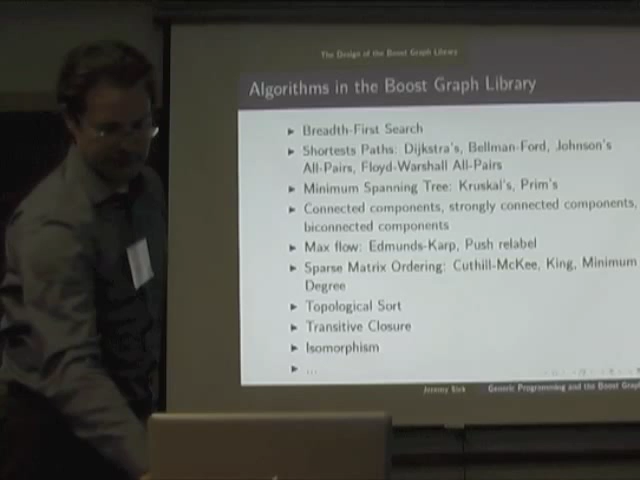 The Design of the Boost Graph Library
Algorithms in the Boost Graph Library
► Breadth-First Search
► Shortests Paths: Dijkstra's, Bellman-Ford, Johnson's
All-Pairs, Floyd-Warshall All-Pairs
► Minimum Spanning Tree: Kruskal's, Prim's
► Connected components, strongly connected components,
biconnected components
► Max flow: Edmunds-Karp, Push relabel
► Sparse Matrix Ordering: Cuthill-McKee, King, Minimum
Degree
► Topological Sort
► Transitive Closure
► Isomorphism
► ...
Jeremy Siek Generic Programming and the Boost Grap